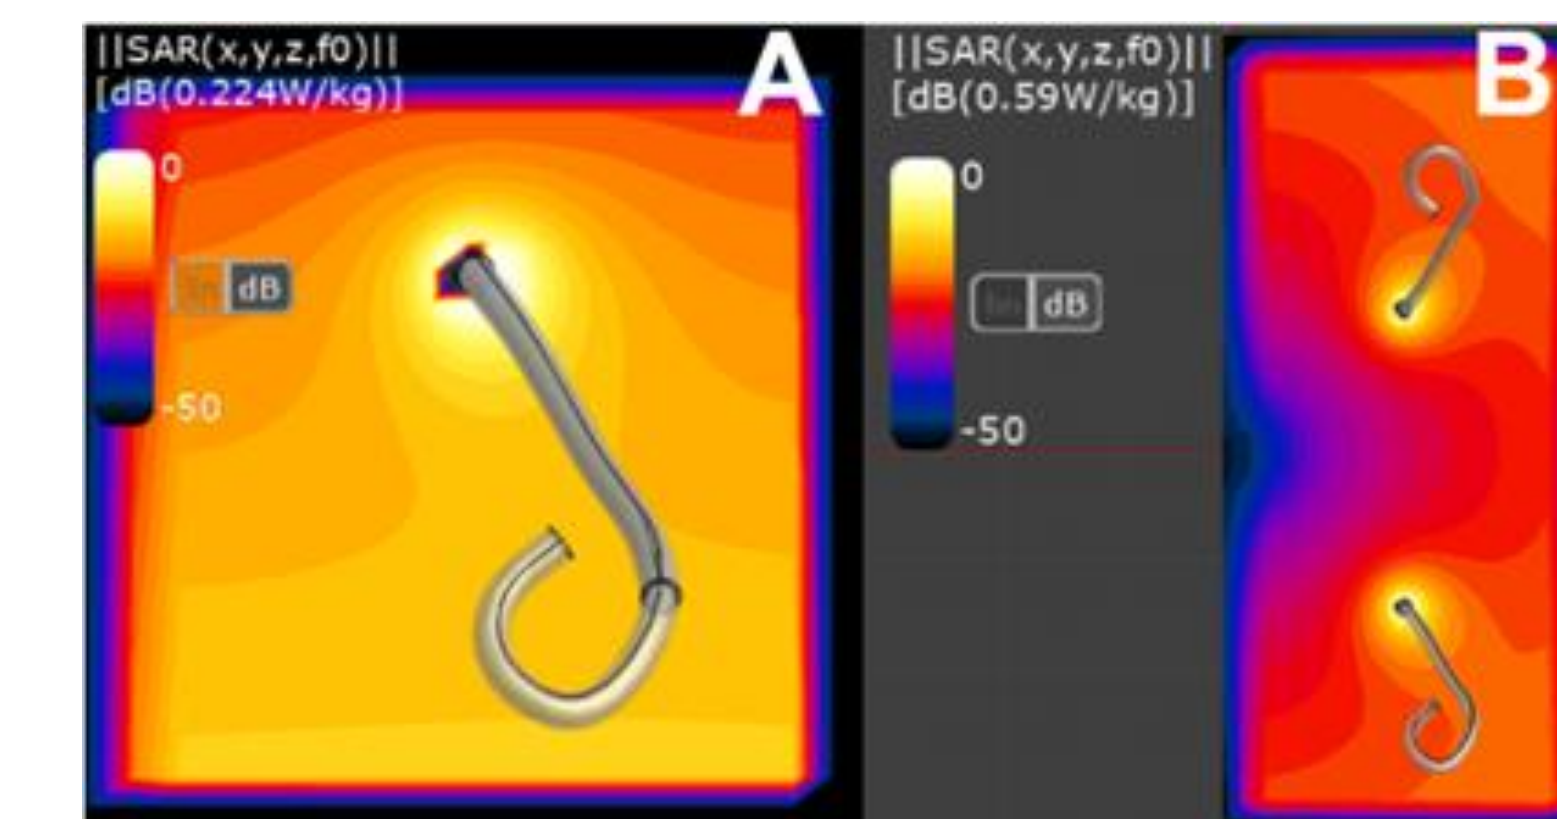 ||SAR(x,y,z,f0)||
[dB(0.224W/kg)]
A
0
dB
-50
||SAR(x,y,z,f0)||
[dB(0.59W/kg)]
B
0
dB
-50